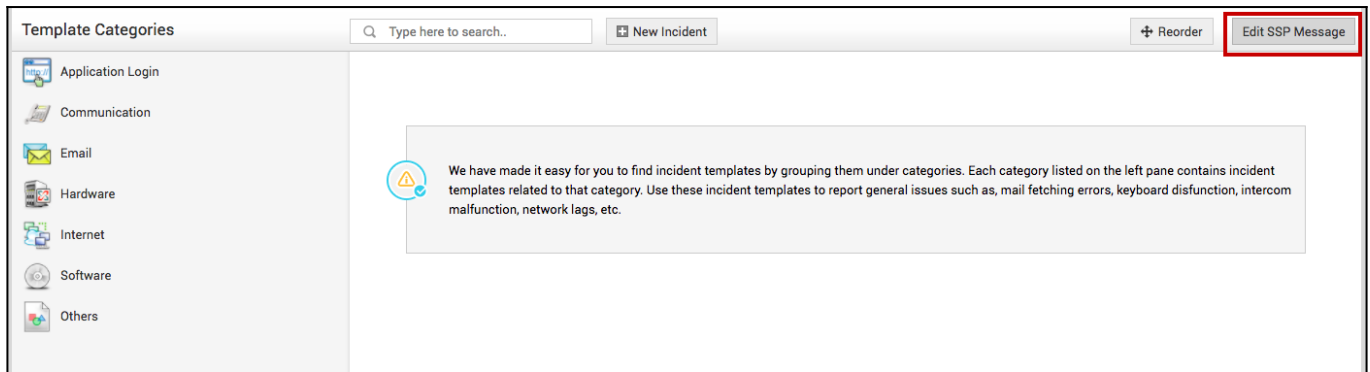 Template Categories
Type here to search..
New Incident
Reorder
Edit SSP Message
http://
Application Login
Communication
Email
Hardware
Internet
Software
Others
We have made it easy for you to find incident templates by grouping them under categories. Each category listed on the left pane contains incident
templates related to that category. Use these incident templates to report general issues such as, mail fetching errors, keyboard disfunction, intercom
malfunction, network lags, etc.